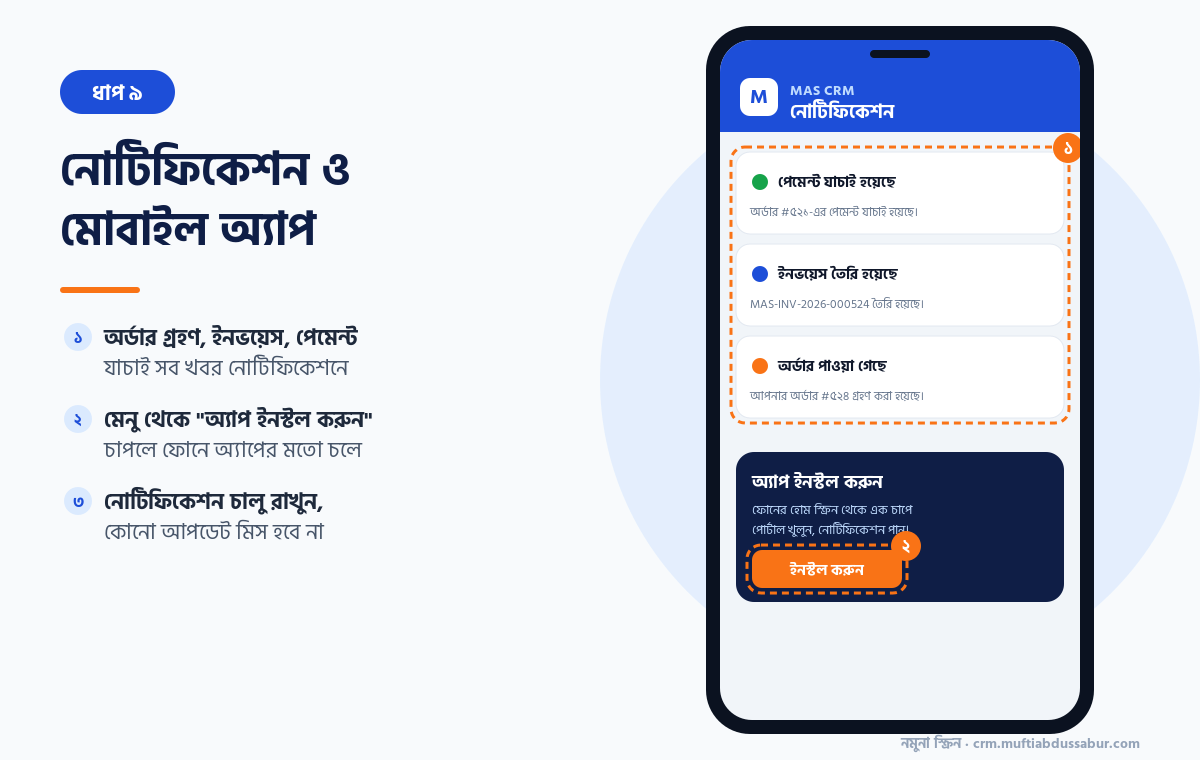 ধাপ ৯
নোটিফিকেশন ও
মোবাইল অ্যাপ
১
অর্ডার গ্রহণ, ইনভয়েস, পেমেন্ট
যাচাই সব খবর নোটিফিকেশনে
২
মেনু থেকে "অ্যাপ ইনস্টল করুন"
চাপলে ফোনে অ্যাপের মতো চলে
৩
নোটিফিকেশন চালু রাখুন,
কোনো আপডেট মিস হবে না
M
MAS CRM
নোটিফিকেশন
১
পেমেন্ট যাচাই হয়েছে
অর্ডার #৫২১-এর পেমেন্ট যাচাই হয়েছে।
ইনভয়েস তৈরি হয়েছে
MAS-INV-2026-000524 তৈরি হয়েছে।
অর্ডার পাওয়া গেছে
আপনার অর্ডার #৫২৪ গ্রহণ করা হয়েছে।
অ্যাপ ইনস্টল করুন
ফোনের হোম স্ক্রিন থেকে এক চাপে
পোর্টাল খুলুন, নোটিফিকেশন পান।
২
ইনস্টল করুন
নমুনা স্ক্রিন · crm.muftiabdussabur.com